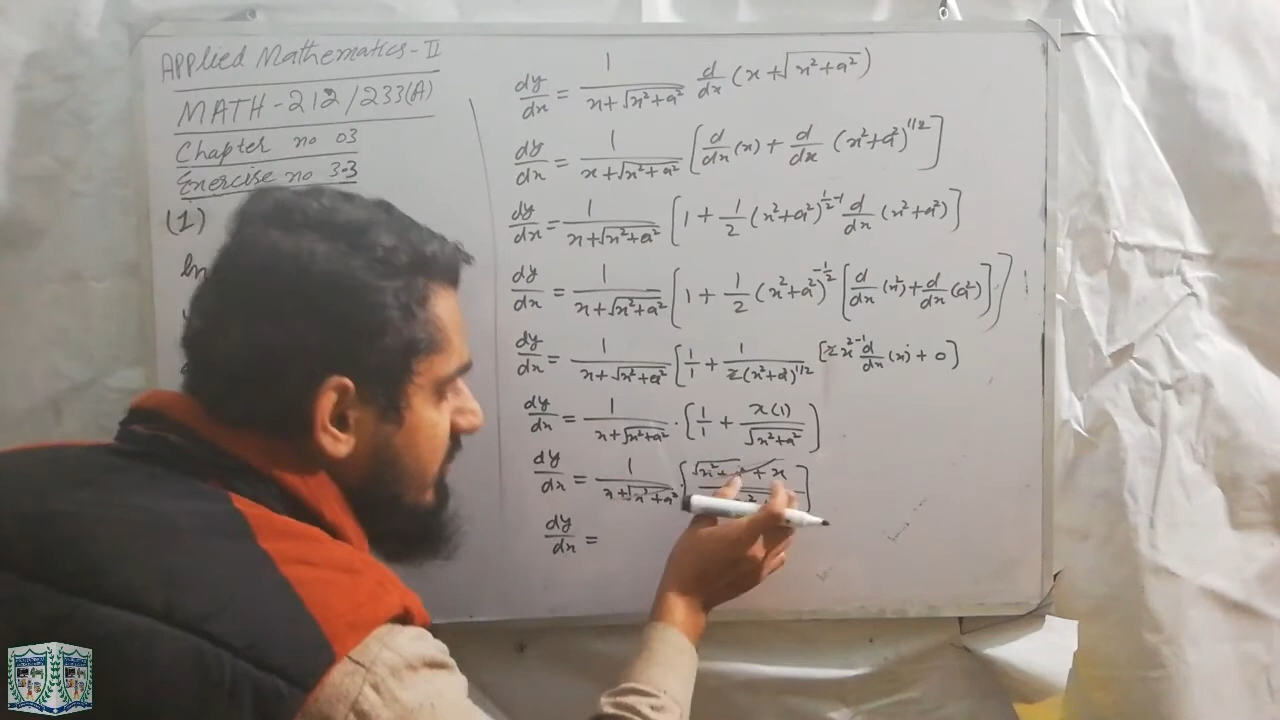 APPlied Mathematics-II
MATH-212/233(A)
Chapter no 03
Exercise no 3.3
(1)
dy/dx = 1/(x+√(x²+a²)) d/dx (x+√(x²+a²))
dy/dx = 1/(x+√(x²+a²)) [d/dx (x) + d/dx (x²+a²)^1/2]
dy/dx = 1/(x+√(x²+a²)) [1 + 1/2 (x²+a²)^(1/2-1) d/dx (x²+a²)]
dy/dx = 1/(x+√(x²+a²)) [1 + 1/2 (x²+a²)^(-1/2) [d/dx (x²) + d/dx (a²)]]
dy/dx = 1/(x+√(x²+a²)) [1/1 + 1/(2(x²+a)^1/2) [2x^(2-1) d/dx (x) + 0]
dy/dx = 1/(x+√(x²+a²)) · [1/1 + x(1)/√(x²+a²)]
dy/dx = 1/(x+√(x²+a²)) · [√x²+ + x
dy/dx =